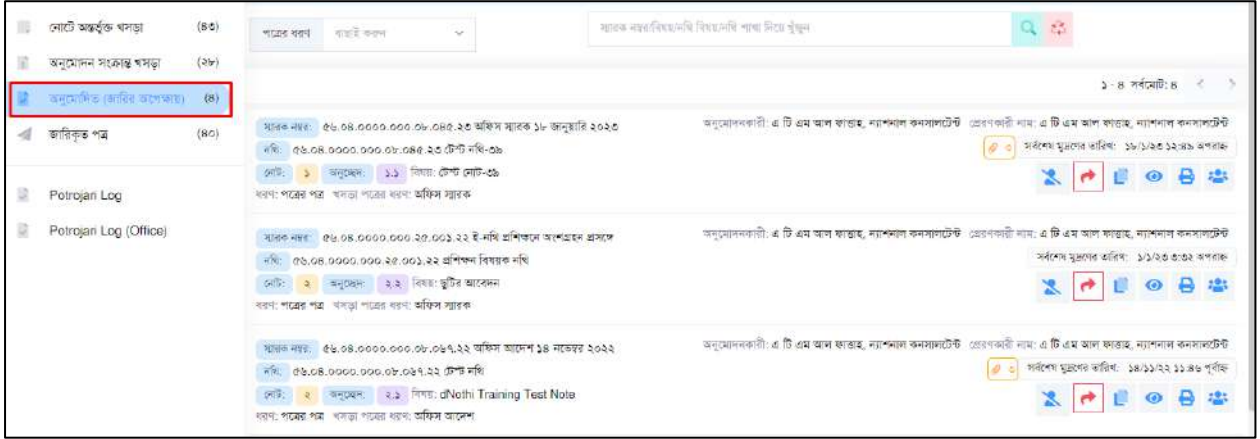 নোটে অন্তর্ভুক্ত খসড়া (৪৩)
অনুমোদন সংক্রান্ত খসড়া (২৮)
অনুমোদিত (জারির অপেক্ষায়) (৪)
জারিকৃত পত্র (৪০)
Potrojari Log
Potrojari Log (Office)
পত্রের ধরণ বাছাই করুন
স্মারক নম্বর/বিষয়/নথি বিষয়/নথি শাখা দিয়ে খুঁজুন
১ - ৪ সর্বমোট: ৪
স্মারক নম্বর: ৫৬.০৪.০০০০.০০০.০৮.০৪৫.২৩ অফিস স্মারক ১৮ জানুয়ারি ২০২৩ অনুমোদনকারী: এ টি এম আল ফাত্তাহ, ন্যাশনাল কনসালটেন্ট প্রেরণকারী নাম: এ টি এম আল ফাত্তাহ, ন্যাশনাল কনসালটেন্ট
নথি: ৫৬.০৪.০০০০.০০০.০৮.০৪৫.২৩ টেস্ট নথি-৩৯ ৩ সর্বশেষ মুদ্রণের তারিখ: ১৮/১/২৩ ১২:৪৯ অপরাহ্ন
নোট: ১ অনুচ্ছেদ: ১.১ বিষয়: টেস্ট নোট-৩৯
ধরণ: পত্রের পত্র খসড়া পত্রের ধরণ: অফিস স্মারক
স্মারক নম্বর: ৫৬.০৪.০০০০.০০০.২৫.০০১.২২ ই-নথি প্রশিক্ষনে অংশগ্রহন প্রসঙ্গে অনুমোদনকারী: এ টি এম আল ফাত্তাহ, ন্যাশনাল কনসালটেন্ট প্রেরণকারী নাম: এ টি এম আল ফাত্তাহ, ন্যাশনাল কনসালটেন্ট
নথি: ৫৬.০৪.০০০০.০০০.২৫.০০১.২২ প্রশিক্ষন বিষয়ক নথি সর্বশেষ মুদ্রণের তারিখ: ১/১/২৩ ৩:৩২ অপরাহ্ন
নোট: ২ অনুচ্ছেদ: ২.২ বিষয়: ছুটির আবেদন
ধরণ: পত্রের পত্র খসড়া পত্রের ধরণ: অফিস স্মারক
স্মারক নম্বর: ৫৬.০৪.০০০০.০০০.০৮.০৬৭.২২ অফিস আদেশ ১৪ নভেম্বর ২০২২ অনুমোদনকারী: এ টি এম আল ফাত্তাহ, ন্যাশনাল কনসালটেন্ট প্রেরণকারী নাম: এ টি এম আল ফাত্তাহ, ন্যাশনাল কনসালটেন্ট
নথি: ৫৬.০৪.০০০০.০০০.০৮.০৬৭.২২ টেস্ট নথি সর্বশেষ মুদ্রণের তারিখ: ১৪/১১/২২ ১১:৪৬ পূর্বাহ্ন
নোট: ২ অনুচ্ছেদ: ২.১ বিষয়: dNothi Training Test Note
ধরণ: পত্রের পত্র খসড়া পত্রের ধরণ: অফিস আদেশ